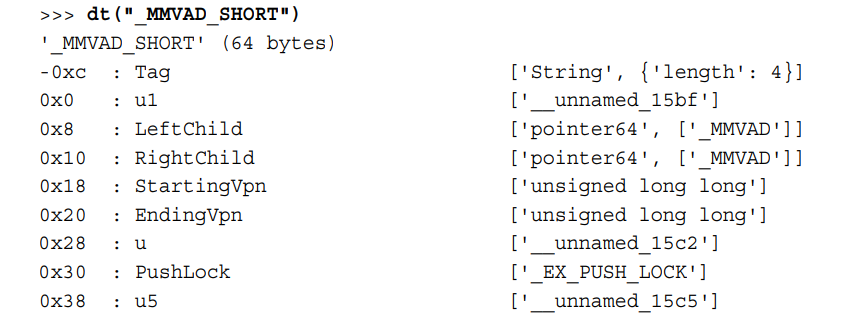 >>> dt("_MMVAD_SHORT")
'_MMVAD_SHORT' (64 bytes)
-0xc : Tag ['String', {'length': 4}]
0x0 : u1 ['__unnamed_15bf']
0x8 : LeftChild ['pointer64', ['_MMVAD']]
0x10 : RightChild ['pointer64', ['_MMVAD']]
0x18 : StartingVpn ['unsigned long long']
0x20 : EndingVpn ['unsigned long long']
0x28 : u ['__unnamed_15c2']
0x30 : PushLock ['_EX_PUSH_LOCK']
0x38 : u5 ['__unnamed_15c5']